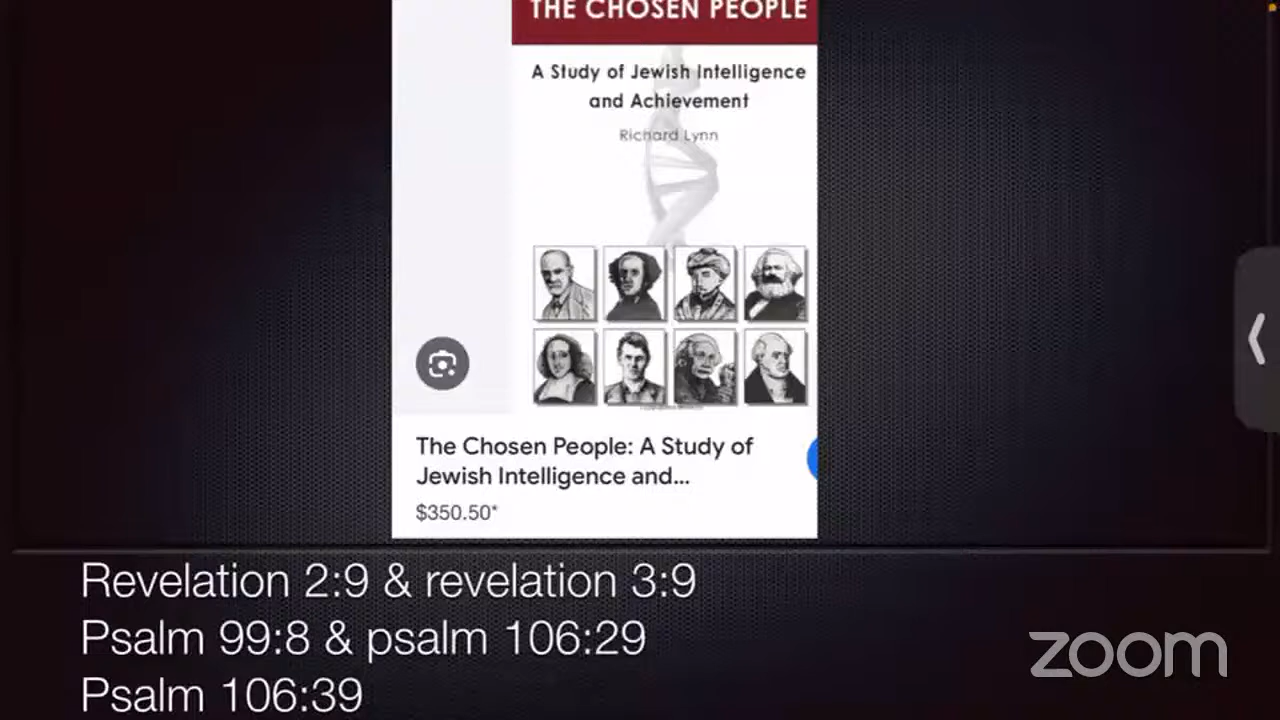 THE CHOSEN PEOPLE
A Study of Jewish Intelligence
and Achievement
Richard Lynn
The Chosen People: A Study of
Jewish Intelligence and...
$350.50*
Revelation 2:9 & revelation 3:9
Psalm 99:8 & psalm 106:29
Psalm 106:39
zoom